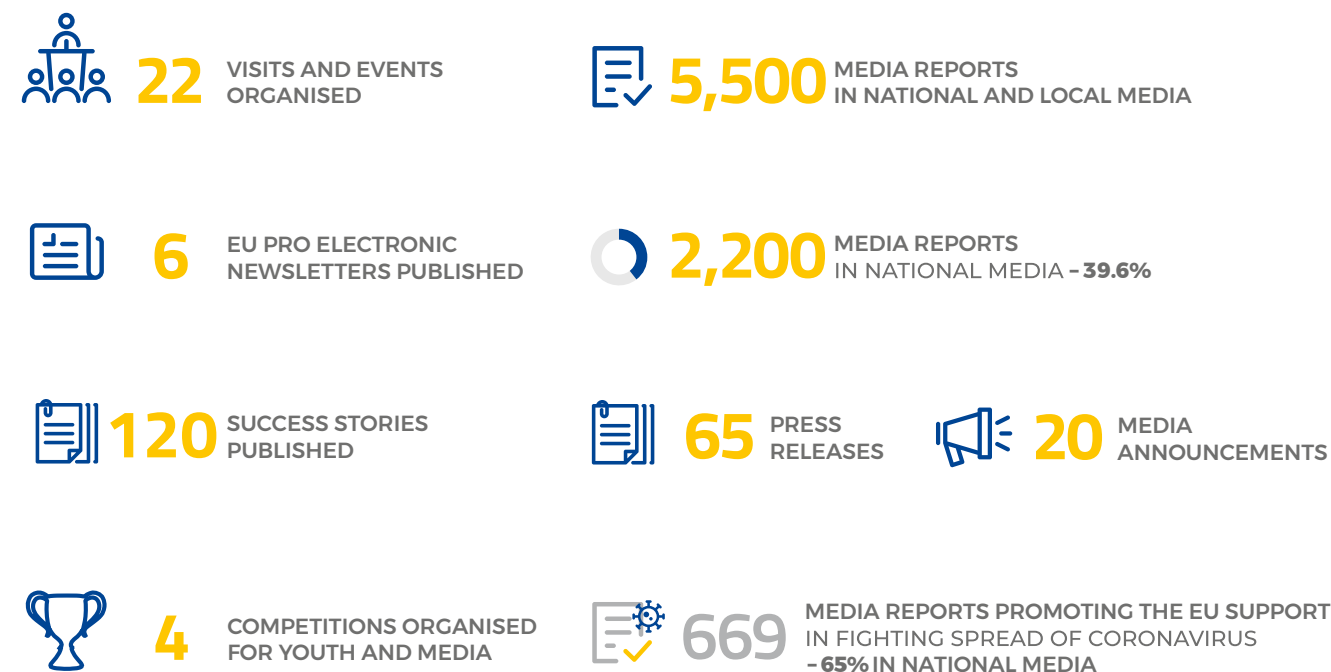 22 VISITS AND EVENTS
ORGANISED
5,500 MEDIA REPORTS
IN NATIONAL AND LOCAL MEDIA
6 EU PRO ELECTRONIC
NEWSLETTERS PUBLISHED
2,200 MEDIA REPORTS
IN NATIONAL MEDIA – 39.6%
120 SUCCESS STORIES
PUBLISHED
65 PRESS
RELEASES
20 MEDIA
ANNOUNCEMENTS
4 COMPETITIONS ORGANISED
FOR YOUTH AND MEDIA
669 MEDIA REPORTS PROMOTING THE EU SUPPORT
IN FIGHTING SPREAD OF CORONAVIRUS
– 65% IN NATIONAL MEDIA